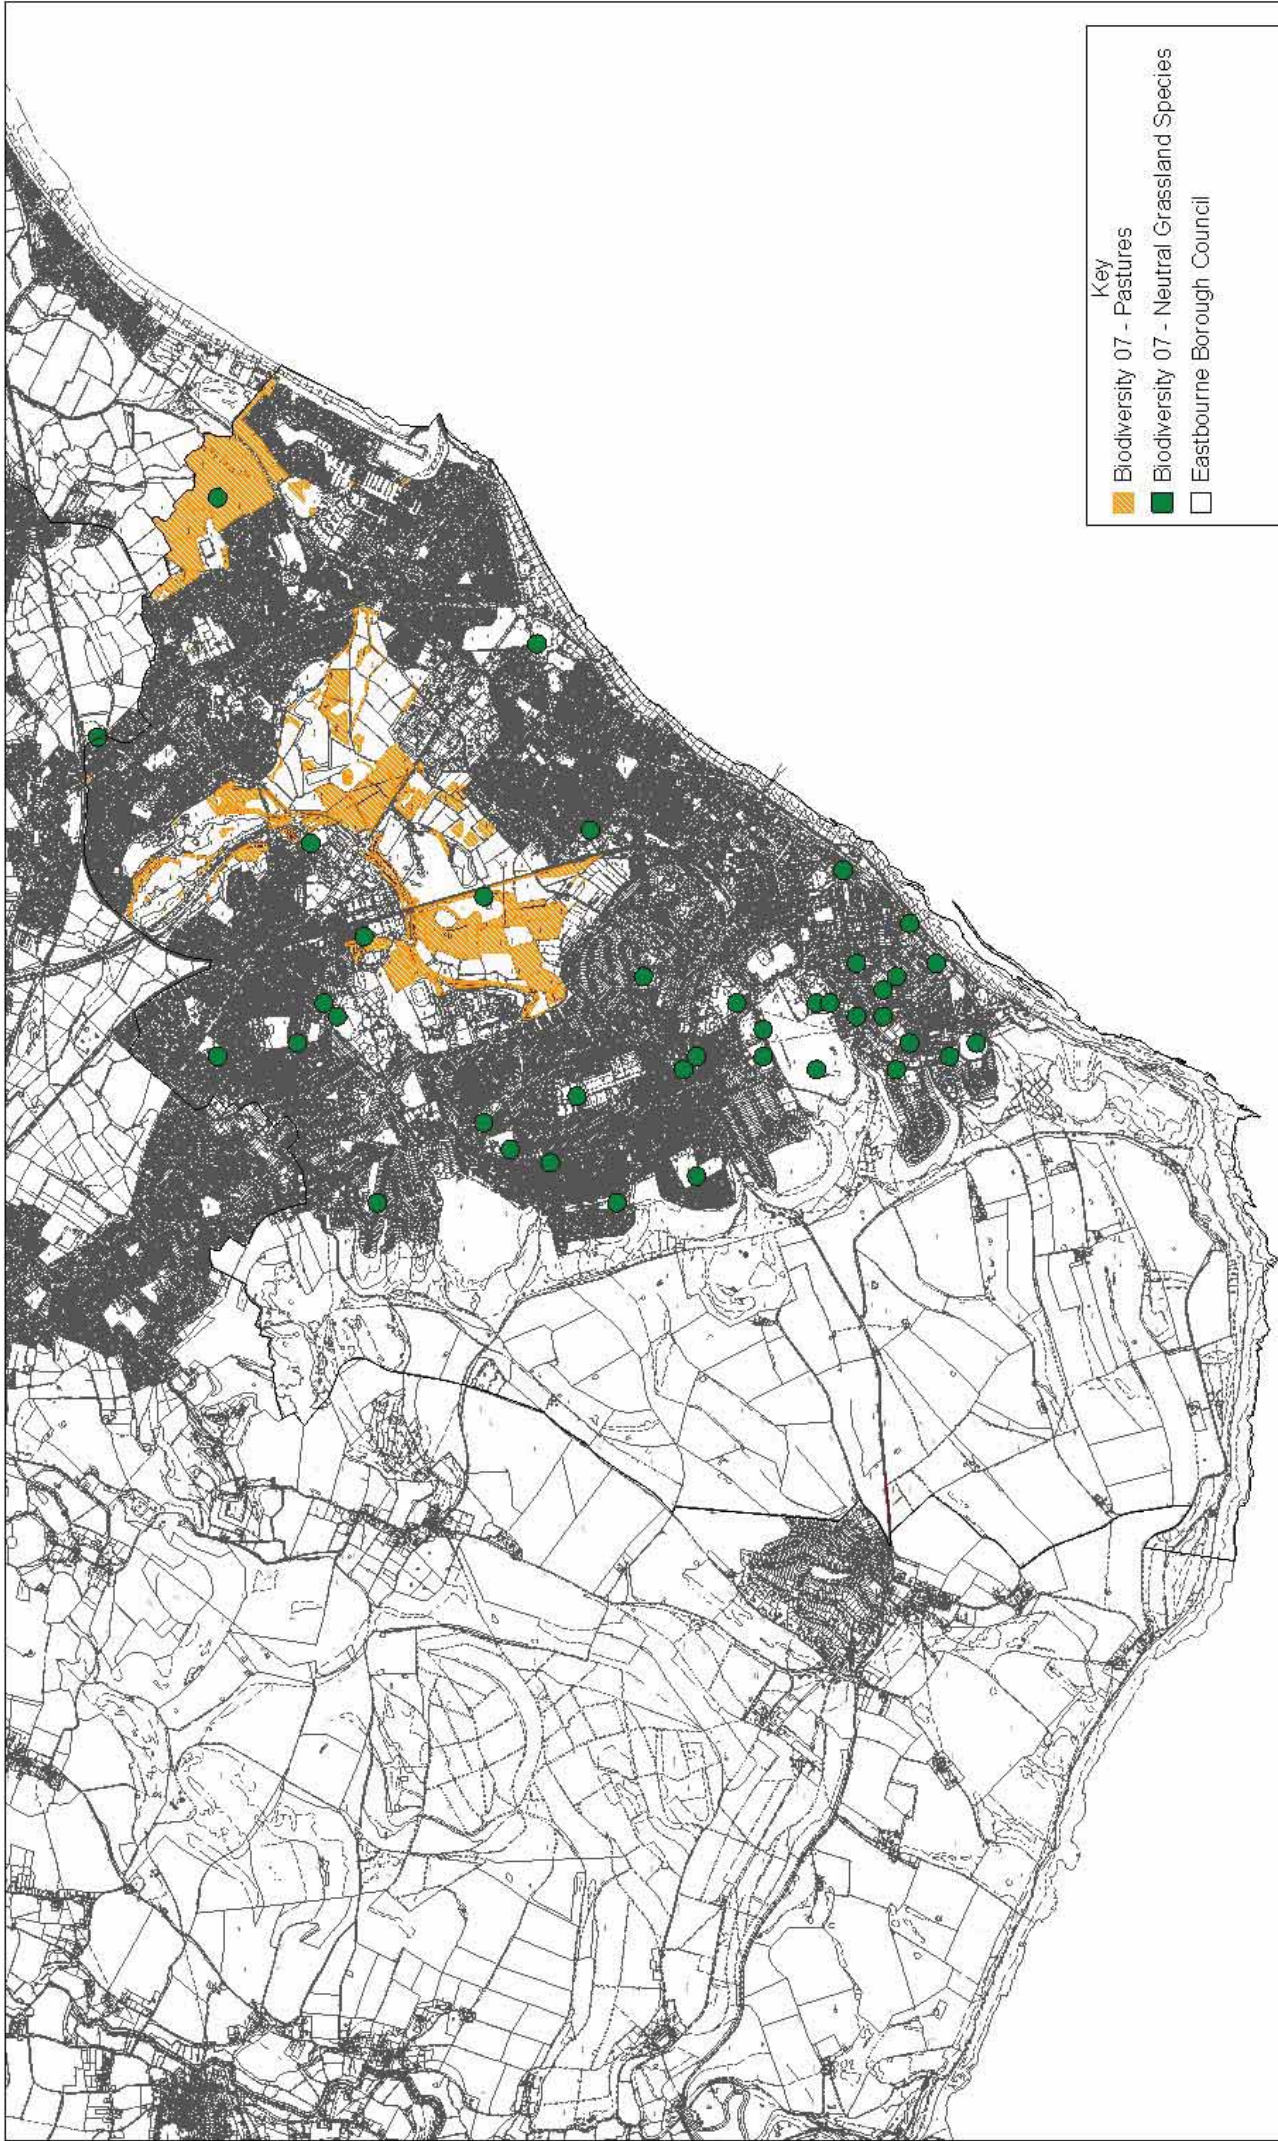 Key
Biodiversity 07 - Pastures
Biodiversity 07 - Neutral Grassland Species
Eastbourne Borough Council